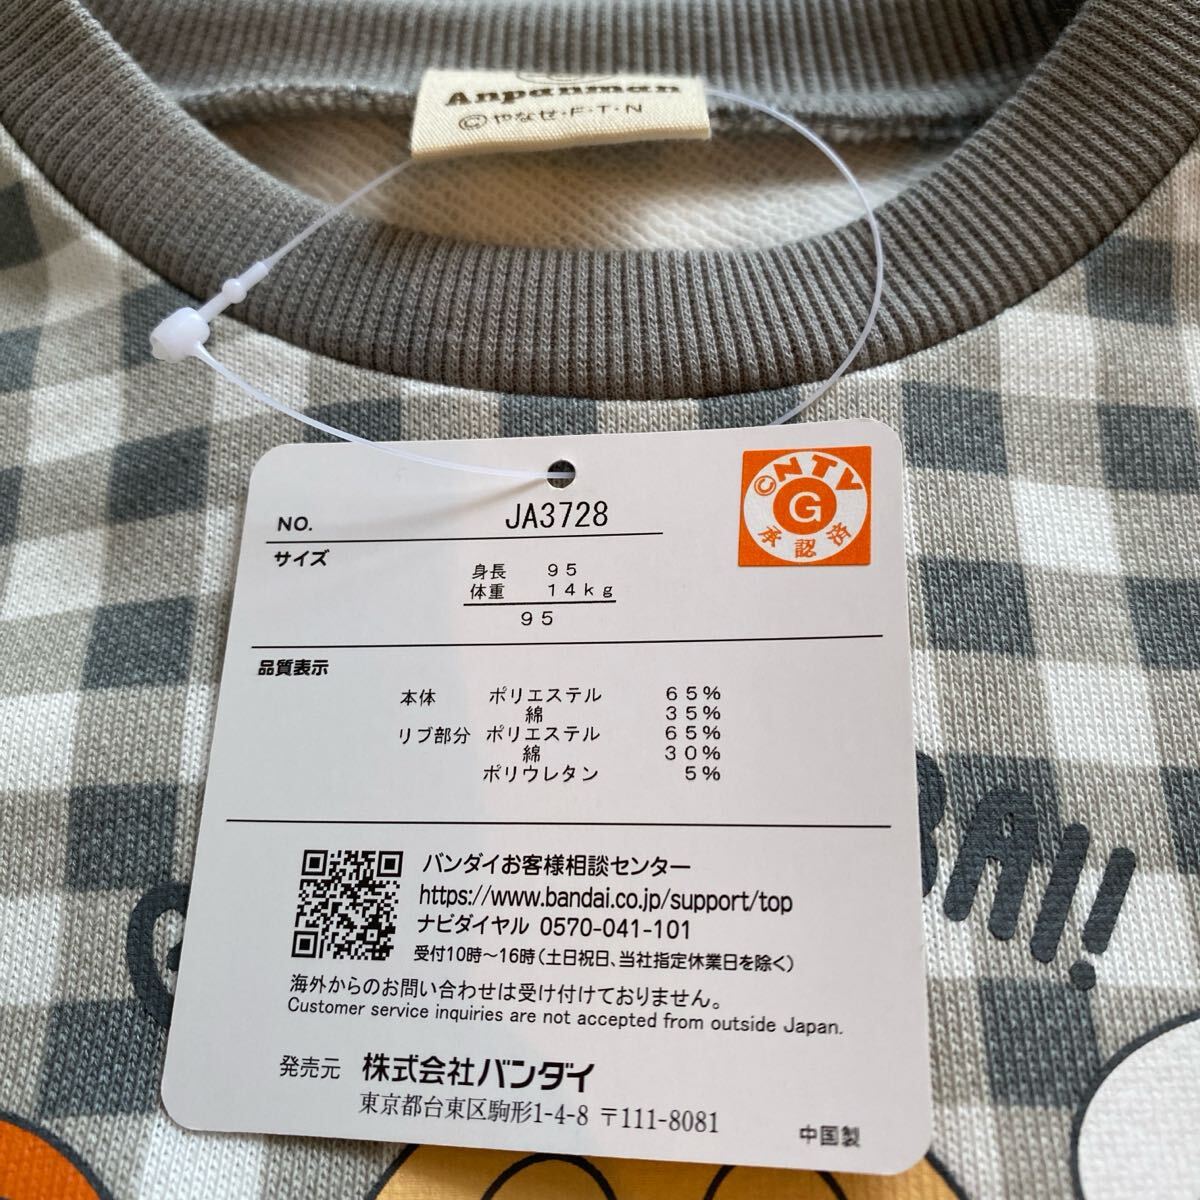 Anpanman
©やなせ・F・T・N
NO. JA3728
©NTV
G
承認済
サイズ
身長 95
体重 14kg
95
品質表示
本体 ポリエステル 65%
綿 35%
リブ部分 ポリエステル 65%
綿 30%
ポリウレタン 5%
バンダイお客様相談センター
https://www.bandai.co.jp/support/top
ナビダイヤル 0570-041-101
受付10時~16時(土日祝日、当社指定休業日を除く)
海外からのお問い合わせは受け付けておりません。
Customer service inquiries are not accepted from outside Japan.
発売元 株式会社バンダイ
東京都台東区駒形1-4-8 〒111-8081
中国製